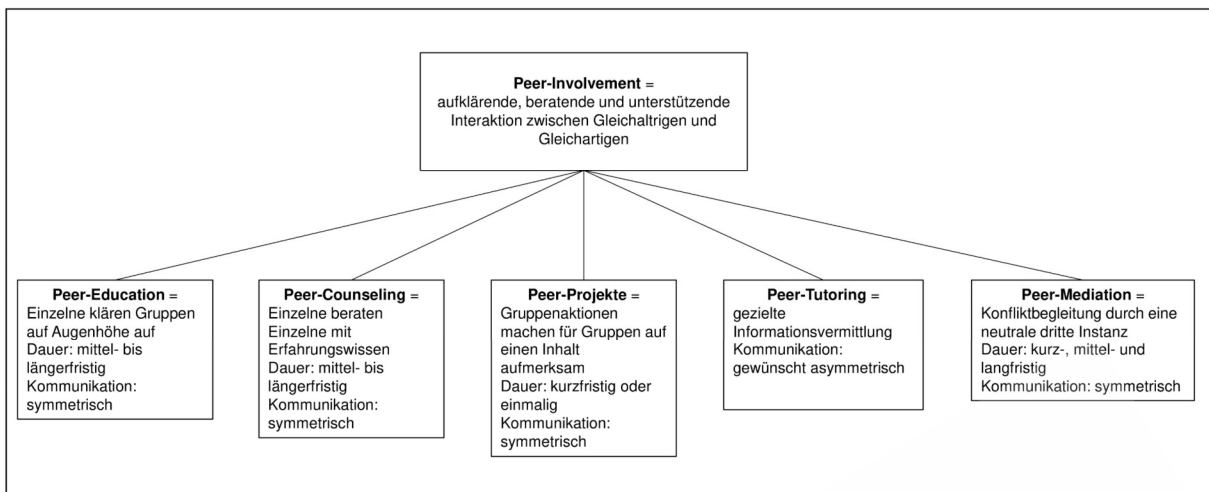 Peer-Involvement =
aufklärende, beratende und unterstützende
Interaktion zwischen Gleichaltrigen und
Gleichartigen
Peer-Education =
Einzelne klären Gruppen
auf Augenhöhe auf
Dauer: mittel- bis
längerfristig
Kommunikation:
symmetrisch
Peer-Counseling =
Einzelne beraten
Einzelne mit
Erfahrungswissen
Dauer: mittel- bis
längerfristig
Kommunikation:
symmetrisch
Peer-Projekte =
Gruppenaktionen
machen für Gruppen auf
einen Inhalt
aufmerksam
Dauer: kurzfristig oder
einmalig
Kommunikation:
symmetrisch
Peer-Tutoring =
gezielte
Informationsvermittlung
Kommunikation:
gewünscht asymmetrisch
Peer-Mediation =
Konfliktbegleitung durch eine
neutrale dritte Instanz
Dauer: kurz-, mittel- und
langfristig
Kommunikation: symmetrisch